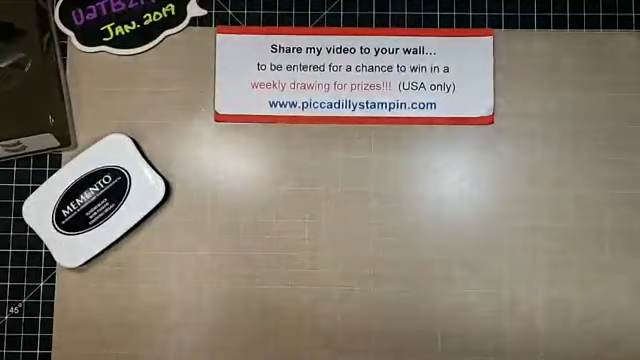 JAN. 2019
Share my video to your wall...
to be entered for a chance to win in a
weekly drawing for prizes!!! (USA only)
www.piccadillystampin.com
MEMENTO
45°